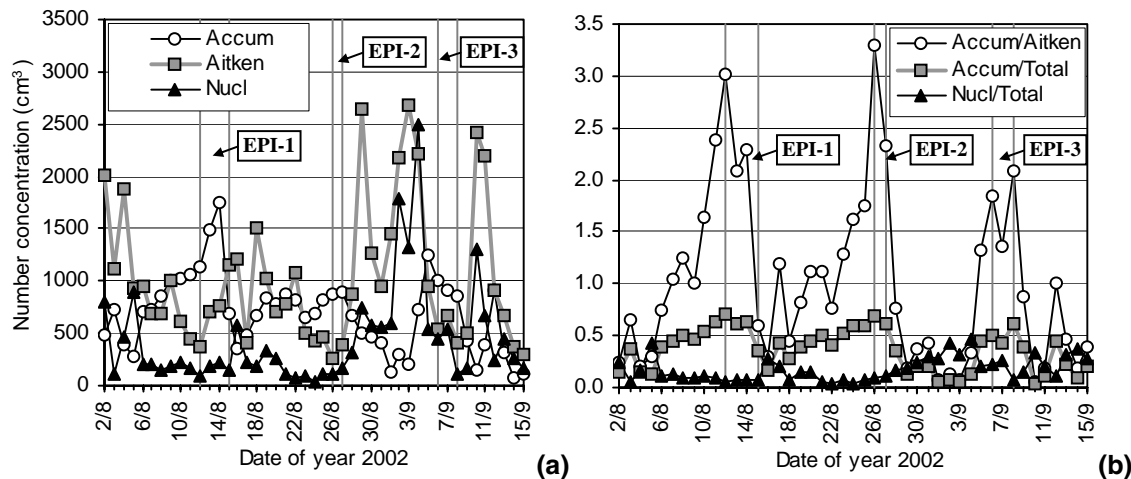 3500
3000
2500
2000
1500
1000
500
0
Number concentration (cm³)
Accum
Aitken
Nucl
EPI-1
EPI-2
EPI-3
2/8
6/8
10/8
14/8
18/8
22/8
26/8
30/8
3/9
7/9
11/9
15/9
Date of year 2002
(a)
3.5
3.0
2.5
2.0
1.5
1.0
0.5
0.0
Accum/Aitken
Accum/Total
Nucl/Total
EPI-1
EPI-2
EPI-3
2/8
6/8
10/8
14/8
18/8
22/8
26/8
30/8
3/9
7/9
11/9
15/9
Date of year 2002
(b)